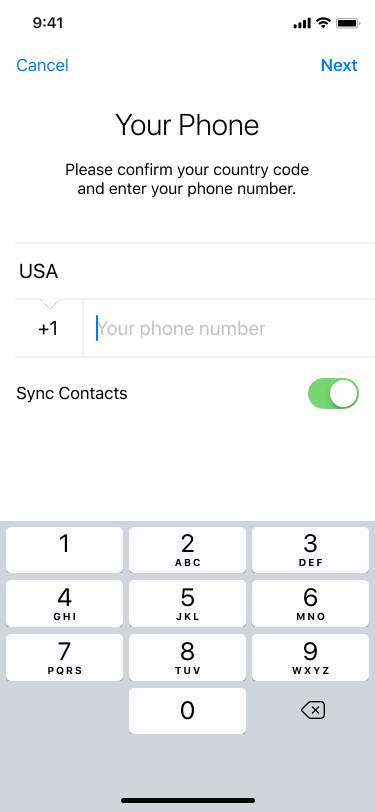 9:41
Cancel Next
Your Phone
Please confirm your country code
and enter your phone number.
USA
+1 Your phone number
Sync Contacts
1 2 3
ABC DEF
4 5 6
GHI JKL MNO
7 8 9
PQRS TUV WXYZ
0